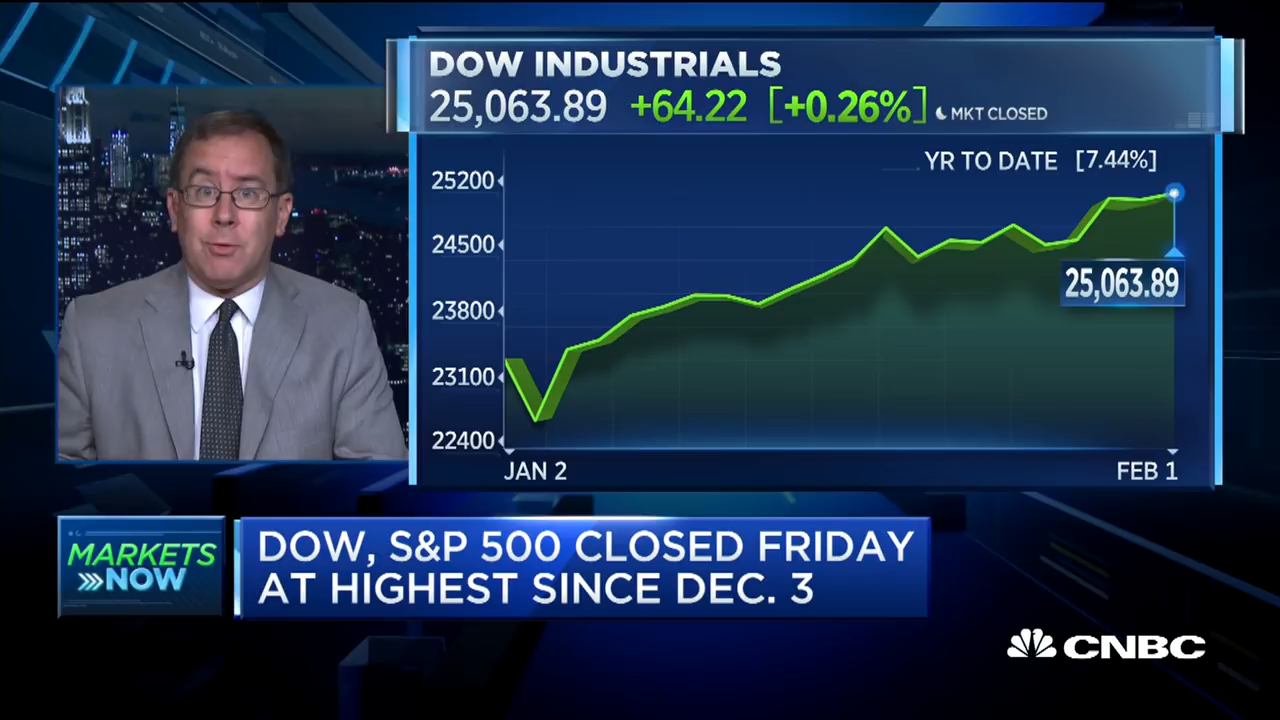 DOW INDUSTRIALS
25,063.89 +64.22 [+0.26%] MKT CLOSED
YR TO DATE [7.44%]
25200
24500
23800
23100
22400
25,063.89
JAN 2 FEB 1
MARKETS
NOW
DOW, S&P 500 CLOSED FRIDAY
AT HIGHEST SINCE DEC. 3
CNBC